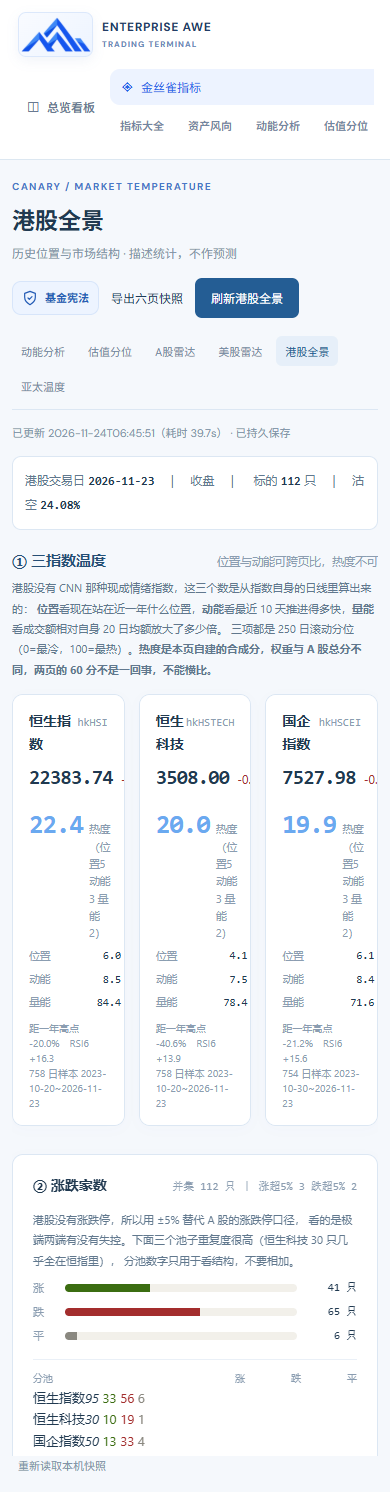 ENTERPRISE AWE
TRADING TERMINAL
总览看板
金丝雀指标
指标大全 资产风向 动能分析 估值分位
CANARY / MARKET TEMPERATURE
港股全景
历史位置与市场结构 · 描述统计，不作预测
基金宪法 导出六页快照 刷新港股全景
动能分析 估值分位 A股雷达 美股雷达 港股全景
亚太温度
已更新 2026-11-24T06:45:51（耗时 39.7s） · 已持久保存
港股交易日 2026-11-23 | 收盘 | 标的 112 只 | 沽
空 24.08%
① 三指数温度 位置与动能可跨页比，热度不可
港股没有 CNN 那种现成情绪指数，这三个数是从指数自身的日线里算出来
的： 位置看现在站在近一年什么位置，动能看最近 10 天推进得多快，量能
看成交额相对自身 20 日均额放大了多少倍。 三项都是 250 日滚动分位
（0=最冷，100=最热）。热度是本页自建的合成分，权重与 A 股总分不
同，两页的 60 分不是一回事，不能横比。
恒生指数 hkHSI
22383.74 -
22.4 热度（位置5 动能3 量能2）
位置 6.0
动能 8.5
量能 84.4
距一年高点
-20.0% RSI6
+16.3
758 日样本 2023-
10-20~2026-11-
23
恒生科技 hkHSTECH
3508.00 -0.
20.0 热度（位置5 动能3 量能2）
位置 4.1
动能 7.5
量能 78.4
距一年高点
-40.6% RSI6
+13.9
758 日样本 2023-
10-20~2026-11-
23
国企指数 hkHSCEI
7527.98 -0.
19.9 热度（位置5 动能3 量能2）
位置 6.1
动能 8.4
量能 71.6
距一年高点
-21.2% RSI6
+15.6
754 日样本 2023-
10-30~2026-11-
23
② 涨跌家数 并集 112 只 | 涨超5% 3 跌超5% 2
港股没有涨跌停，所以用 ±5% 替代 A 股的涨跌停口径， 看的是极
端两端有没有失控。下面三个池子重复度很高（恒生科技 30 只几
乎全在恒指里）， 分池数字只用于看结构，不要相加。
涨 41 只
跌 65 只
平 6 只
分池 涨 跌 平
恒生指数95 33 56 6
恒生科技30 10 19 1
国企指数50 13 33 4
重新读取本机快照